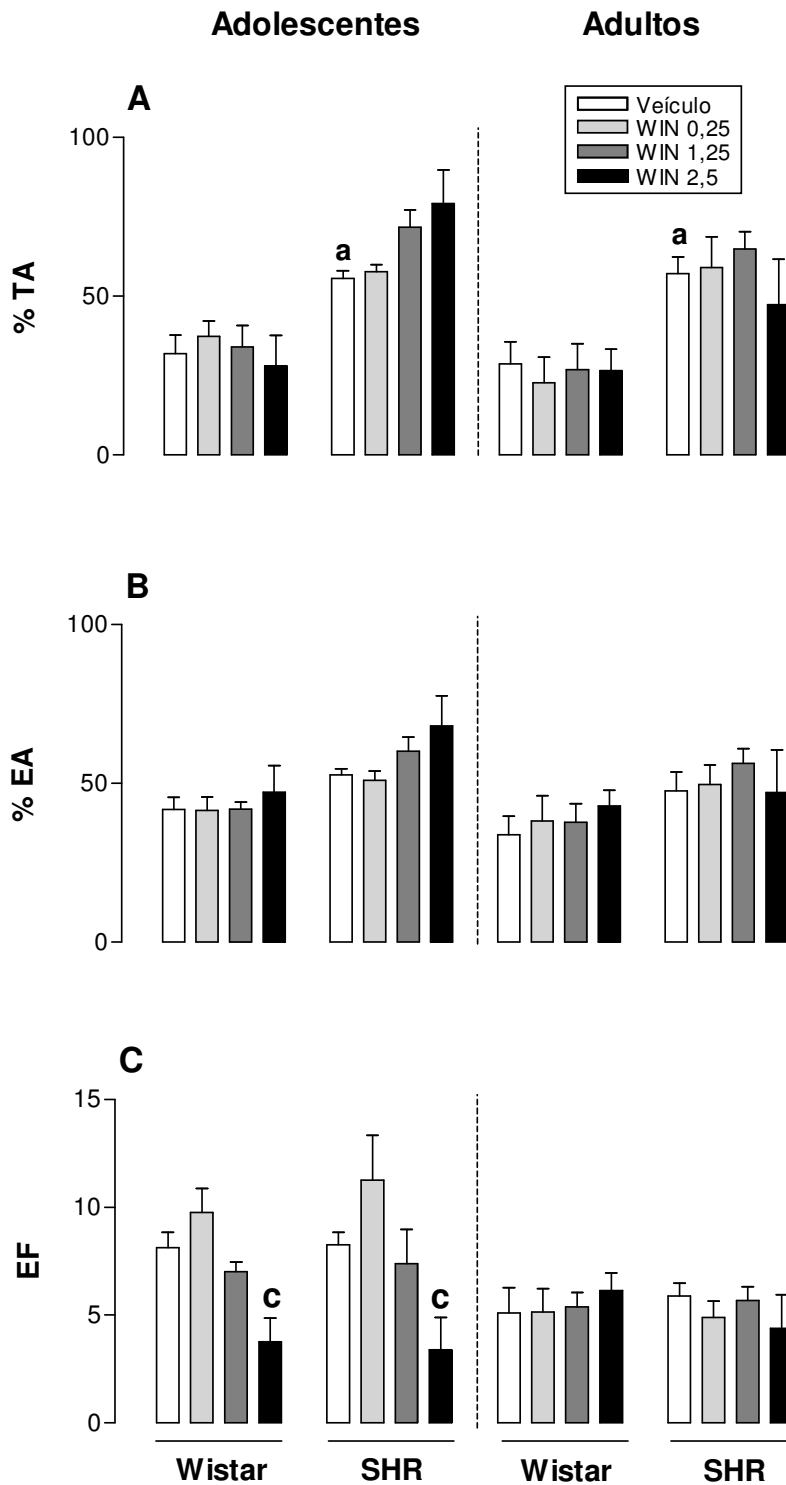 Adolescentes Adultos
A
Veículo
WIN 0,25
WIN 1,25
WIN 2,5
100
50
0
% TA
a
a
B
100
50
0
% EA
C
15
10
5
0
EF
c
c
Wistar SHR Wistar SHR